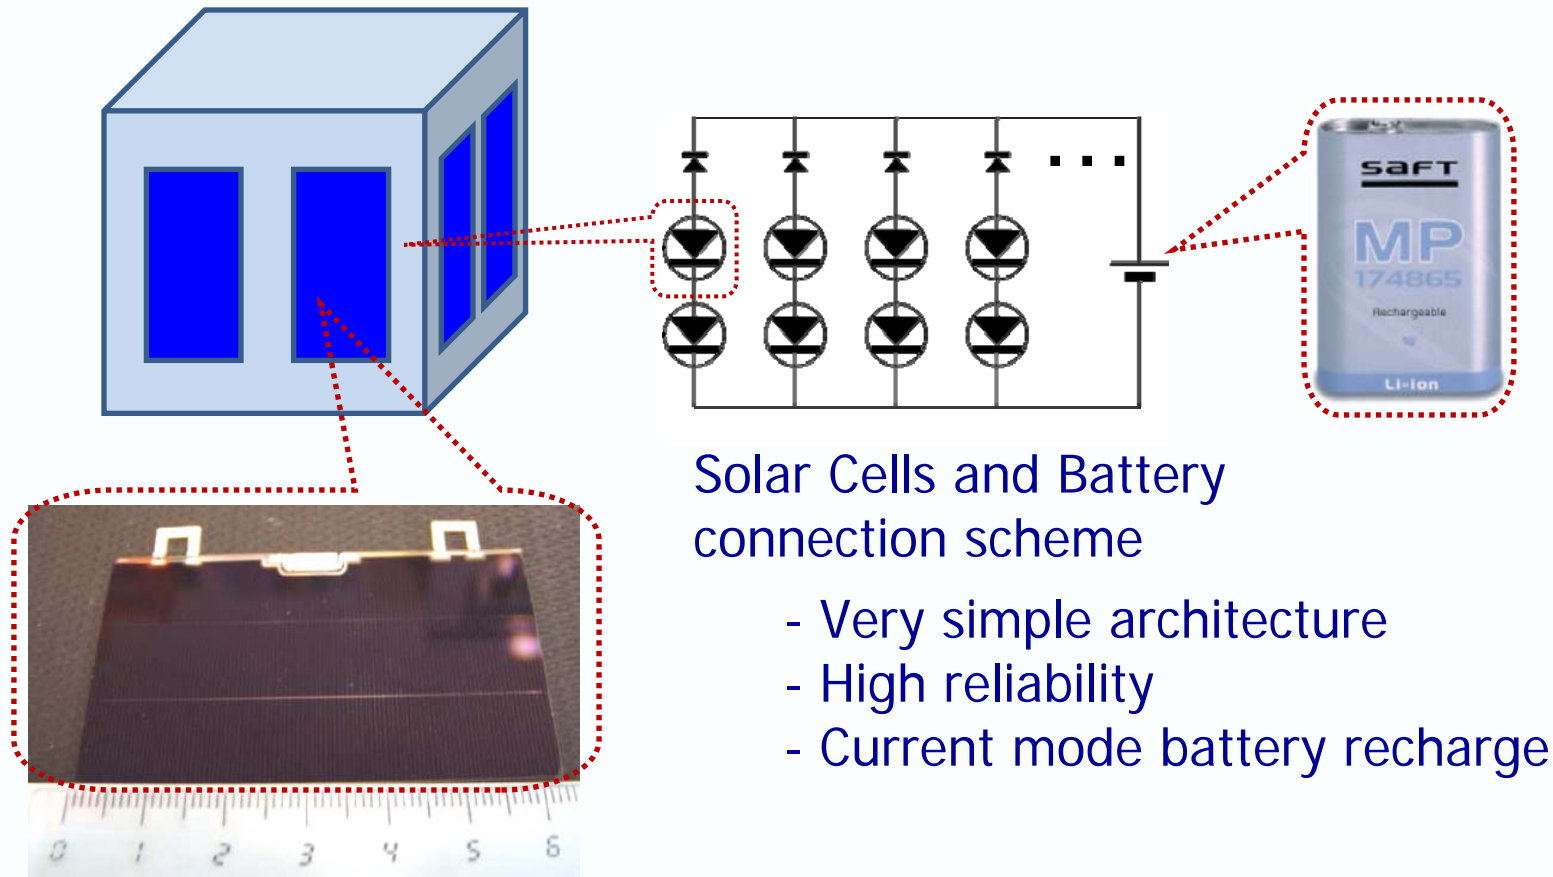 SAFT
MP
174865
Rechargeable
Li-ion
Solar Cells and Battery
connection scheme
- Very simple architecture
- High reliability
- Current mode battery recharge
0 1 2 3 4 5 6